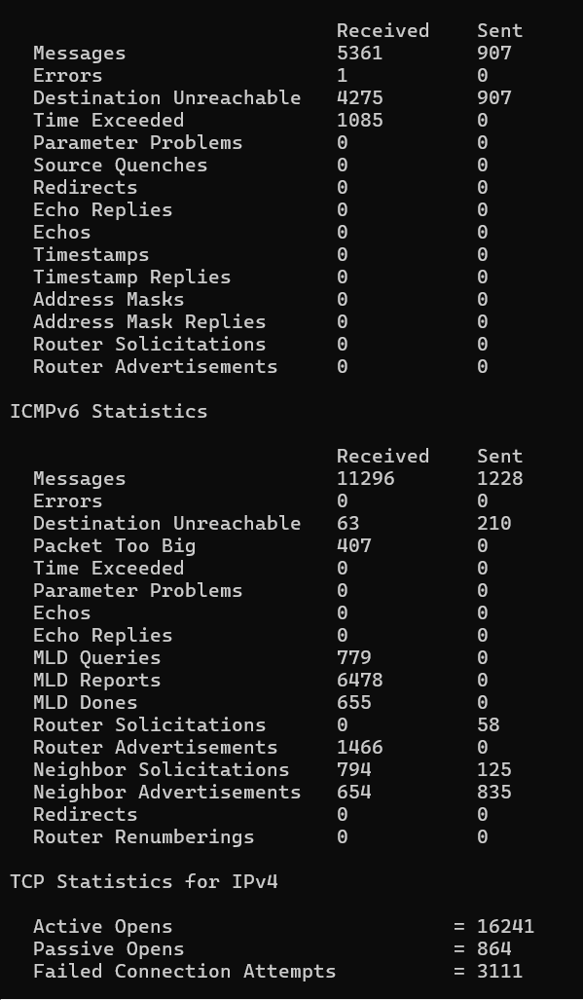 Received    Sent
  Messages                  5361        907
  Errors                    1           0
  Destination Unreachable   4275        907
  Time Exceeded             1085        0
  Parameter Problems        0           0
  Source Quenches           0           0
  Redirects                 0           0
  Echo Replies              0           0
  Echos                     0           0
  Timestamps                0           0
  Timestamp Replies         0           0
  Address Masks             0           0
  Address Mask Replies      0           0
  Router Solicitations      0           0
  Router Advertisements     0           0

ICMPv6 Statistics

                            Received    Sent
  Messages                  11296       1228
  Errors                    0           0
  Destination Unreachable   63          210
  Packet Too Big            407         0
  Time Exceeded             0           0
  Parameter Problems        0           0
  Echos                     0           0
  Echo Replies              0           0
  MLD Queries               779         0
  MLD Reports               6478        0
  MLD Dones                 655         0
  Router Solicitations      0           58
  Router Advertisements     1466        0
  Neighbor Solicitations    794         125
  Neighbor Advertisements   654         835
  Redirects                 0           0
  Router Renumberings       0           0

TCP Statistics for IPv4

  Active Opens                        = 16241
  Passive Opens                       = 864
  Failed Connection Attempts          = 3111